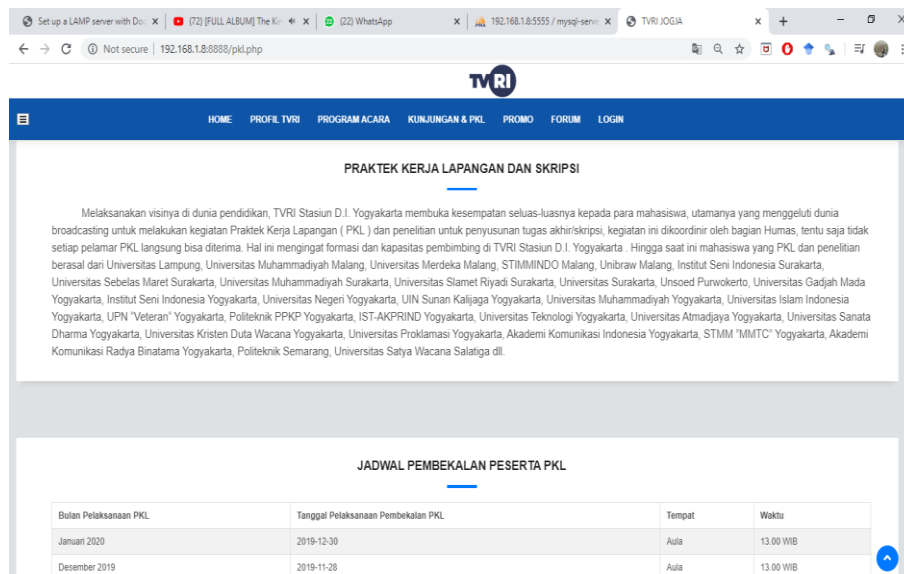 Set up a LAMP server with Doc
(72) [FULL ALBUM] The Kin
(22) WhatsApp
192.168.1.8:5555 / mysql-serve
TVRI JOGJA
Not secure | 192.168.1.8:8888/pkl.php
TVRI
HOME PROFIL TVRI PROGRAM ACARA KUNJUNGAN & PKL PROMO FORUM LOGIN
PRAKTEK KERJA LAPANGAN DAN SKRIPSI
Melaksanakan visinya di dunia pendidikan, TVRI Stasiun D.I. Yogyakarta membuka kesempatan seluas-luasnya kepada para mahasiswa, utamanya yang menggeluti dunia
broadcasting untuk melakukan kegiatan Praktek Kerja Lapangan ( PKL ) dan penelitian untuk penyusunan tugas akhir/skripsi, kegiatan ini dikoordinir oleh bagian Humas, tentu saja tidak
setiap pelamar PKL langsung bisa diterima. Hal ini mengingat formasi dan kapasitas pembimbing di TVRI Stasiun D.I. Yogyakarta . Hingga saat ini mahasiswa yang PKL dan penelitian
berasal dari Universitas Lampung, Universitas Muhammadiyah Malang, Universitas Merdeka Malang, STIMMINDO Malang, Unibraw Malang, Institut Seni Indonesia Surakarta,
Universitas Sebelas Maret Surakarta, Universitas Muhammadiyah Surakarta, Universitas Slamet Riyadi Surakarta, Universitas Surakarta, Unsoed Purwokerto, Universitas Gadjah Mada
Yogyakarta, Institut Seni Indonesia Yogyakarta, Universitas Negeri Yogyakarta, UIN Sunan Kalijaga Yogyakarta, Universitas Muhammadiyah Yogyakarta, Universitas Islam Indonesia
Yogyakarta, UPN "Veteran" Yogyakarta, Politeknik PPKP Yogyakarta, IST-AKPRIND Yogyakarta, Universitas Teknologi Yogyakarta, Universitas Atmadjaya Yogyakarta, Universitas Sanata
Dharma Yogyakarta, Universitas Kristen Duta Wacana Yogyakarta, Universitas Proklamasi Yogyakarta, Akademi Komunikasi Indonesia Yogyakarta, STMM "MMTC" Yogyakarta, Akademi
Komunikasi Radya Binatama Yogyakarta, Politeknik Semarang, Universitas Satya Wacana Salatiga dll.
JADWAL PEMBEKALAN PESERTA PKL
Bulan Pelaksanaan PKL Tanggal Pelaksanaan Pembekalan PKL Tempat Waktu
Januari 2020 2019-12-30 Aula 13.00 WIB
Desember 2019 2019-11-28 Aula 13.00 WIB